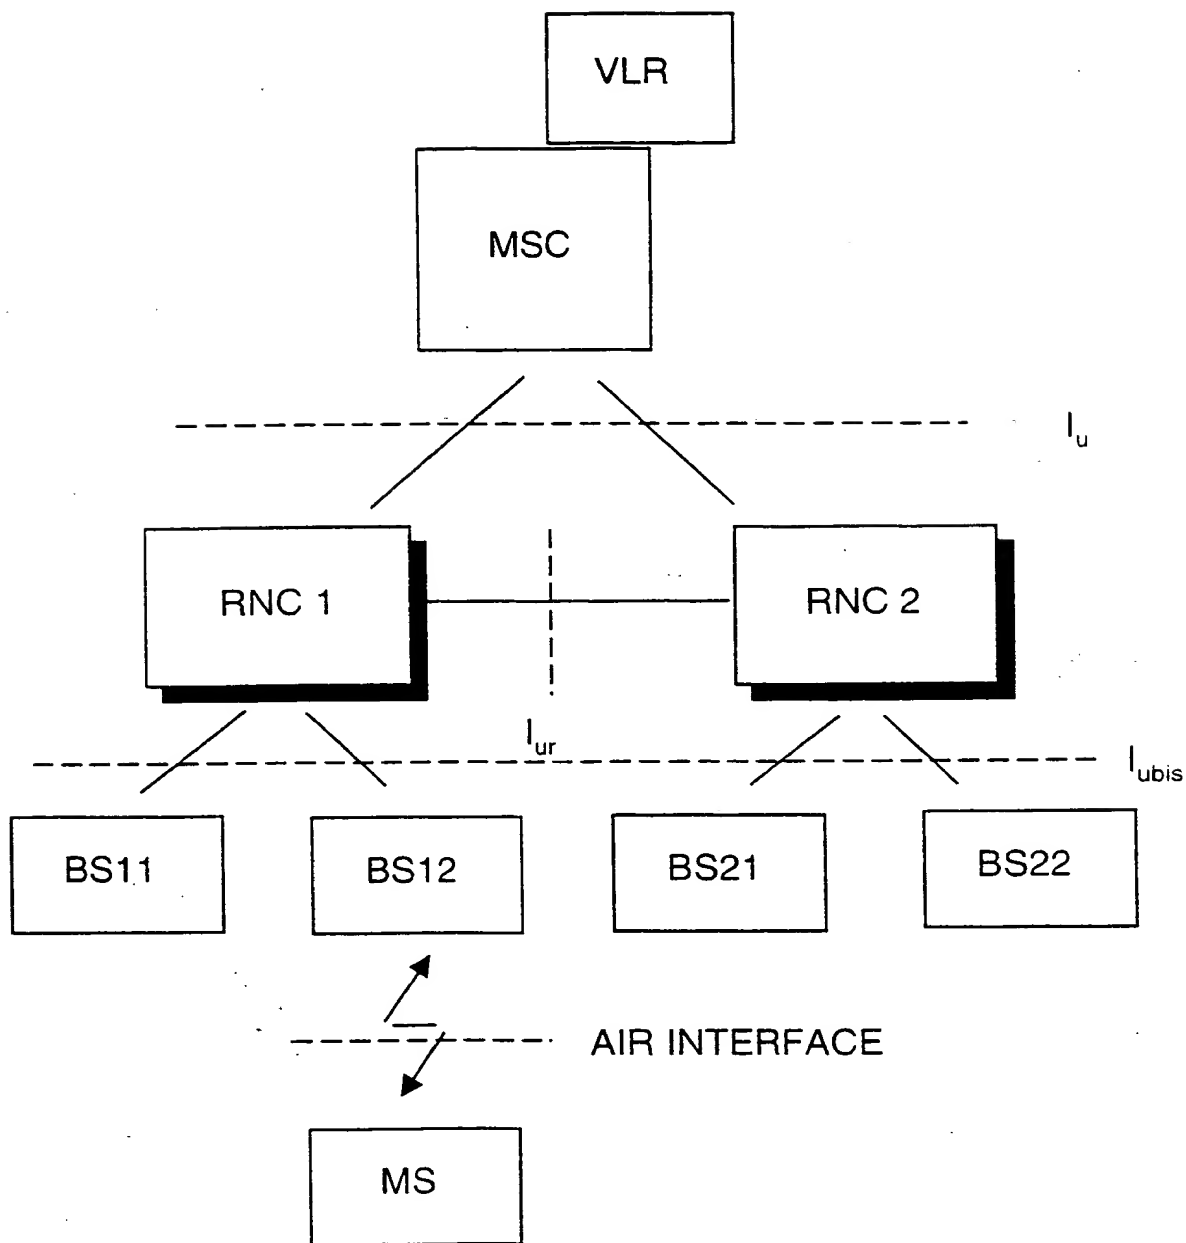 VLR
MSC
Iu
RNC 1
RNC 2
Iur
Iubis
BS11
BS12
BS21
BS22
AIR INTERFACE
MS